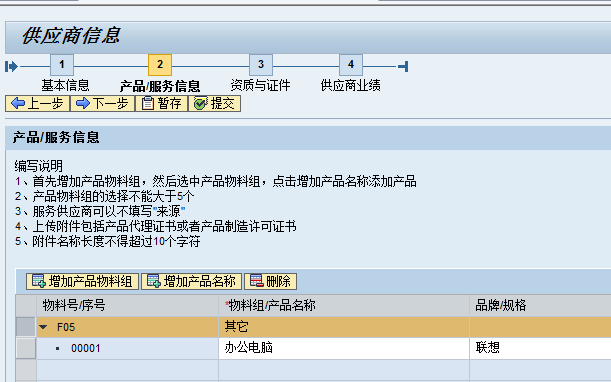 供应商信息
1 2 3 4
基本信息 产品/服务信息 资质与证件 供应商业绩
上一步 下一步 暂存 提交
产品/服务信息
编写说明
1、首先增加产品物料组，然后选中产品物料组，点击增加产品名称添加产品
2、产品物料组的选择不能大于5个
3、服务供应商可以不填写"来源"
4、上传附件包括产品代理证书或者产品制造许可证书
5、附件名称长度不得超过10个字符
增加产品物料组 增加产品名称 删除
物料号/序号 *物料组/产品名称 品牌/规格
F05 其它
00001 办公电脑 联想